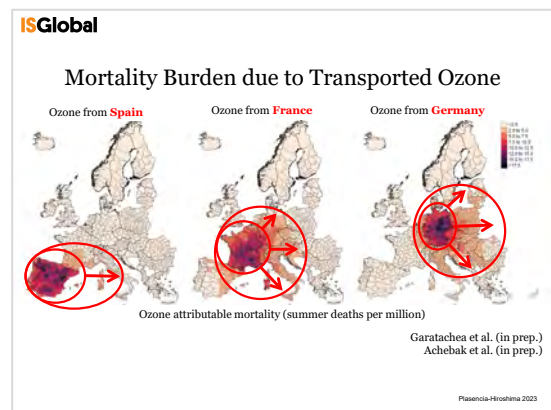 ISGlobal
Mortality Burden due to Transported Ozone
Ozone from Spain
Ozone from France
Ozone from Germany
Ozone attributable mortality (summer deaths per million)
Garatachea et al. (in prep.)
Achebak et al. (in prep.)
Plasencia-Hiroshima 2023